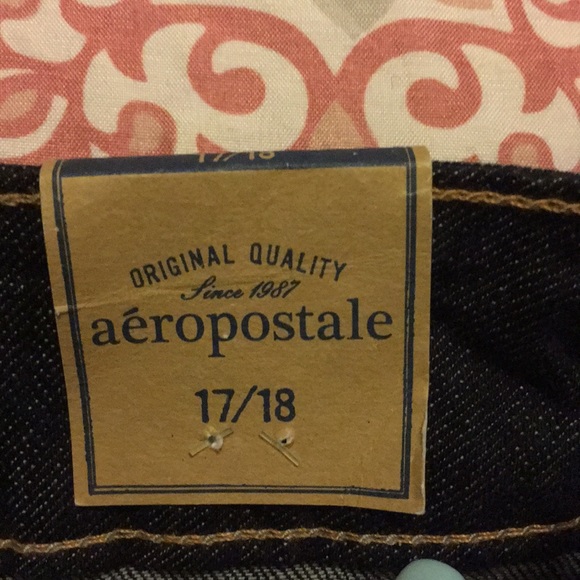 17/18
ORIGINAL QUALITY
Since 1987
aéropostale
17/18